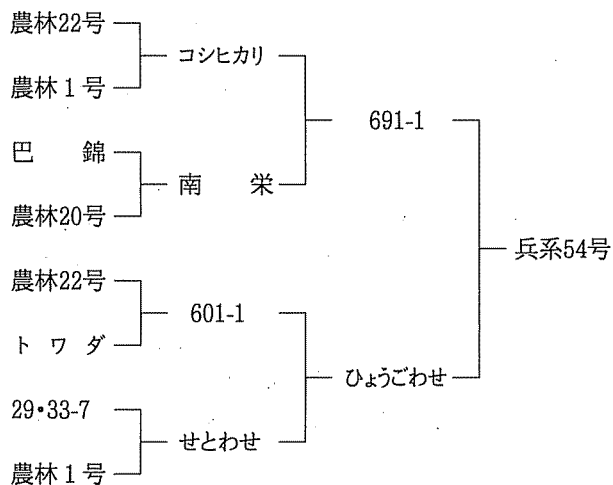 農林22号
コシヒカリ
農林1号
691-1
巴 錦
南 栄
農林20号
兵系54号
農林22号
601-1
トワダ
ひょうごわせ
29・33-7
せとわせ
農林1号